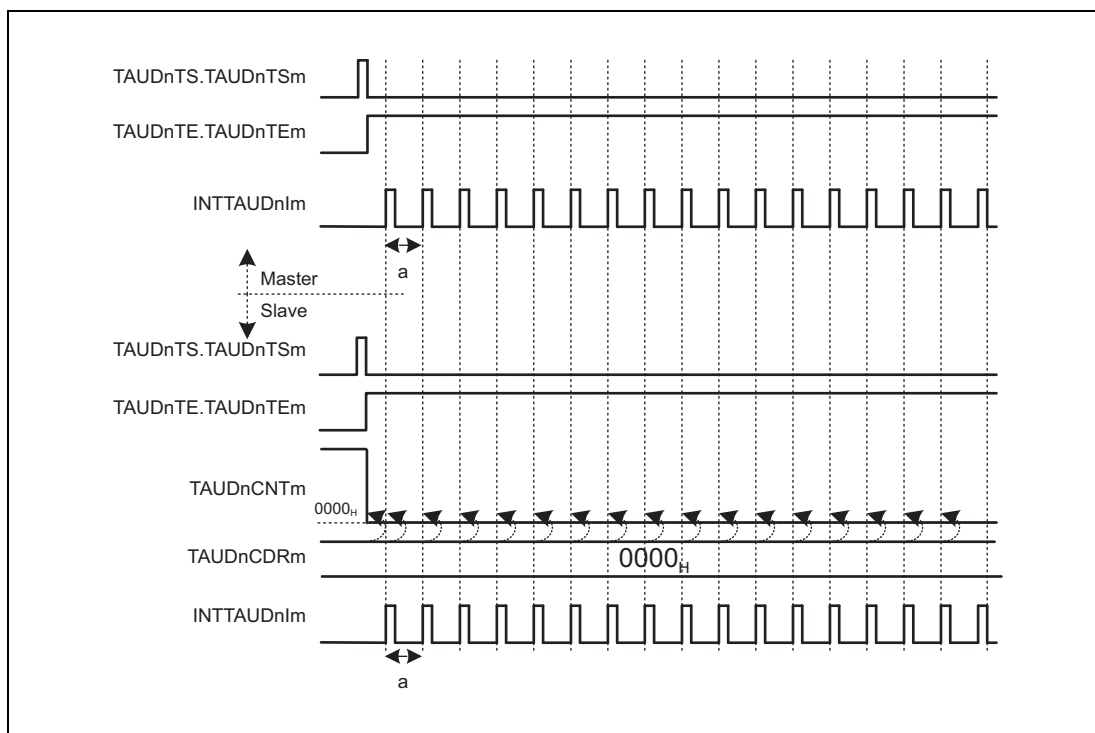 TAUDnTS.TAUDnTSm
TAUDnTE.TAUDnTEm
INTTAUDnIm
a
Master
Slave
TAUDnTS.TAUDnTSm
TAUDnTE.TAUDnTEm
TAUDnCNTm
0000H
TAUDnCDRm
0000H
INTTAUDnIm
a